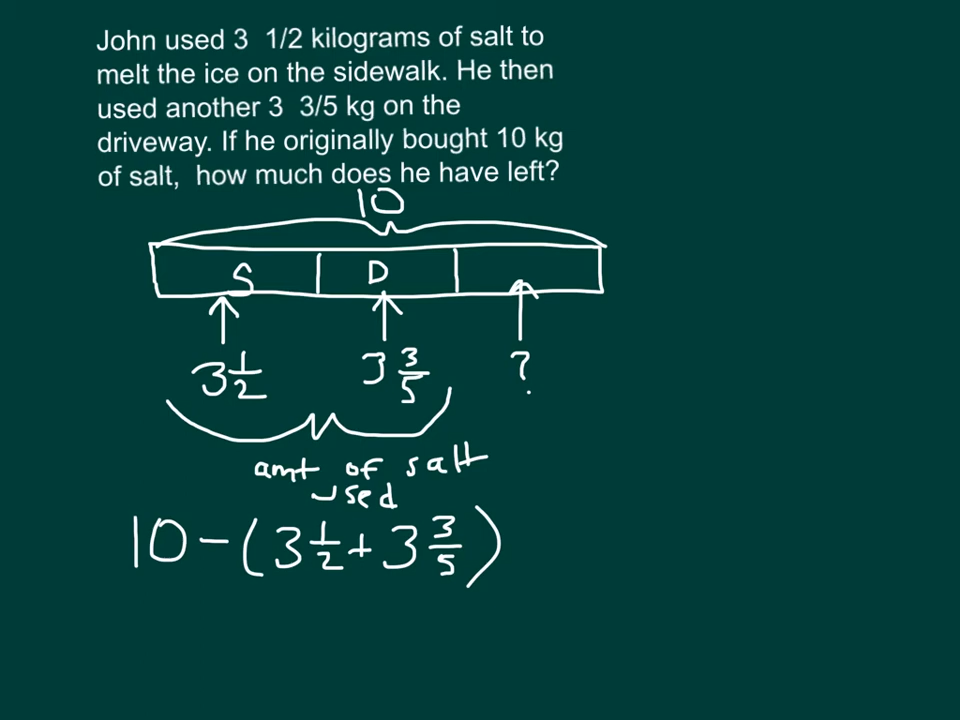 John used 3 1/2 kilograms of salt to
melt the ice on the sidewalk. He then
used another 3 3/5 kg on the
driveway. If he originally bought 10 kg
of salt, how much does he have left?
10
S D
3 1/2 3 3/5 ?
amt of salt
used
10 - (3 1/2 + 3 3/5)